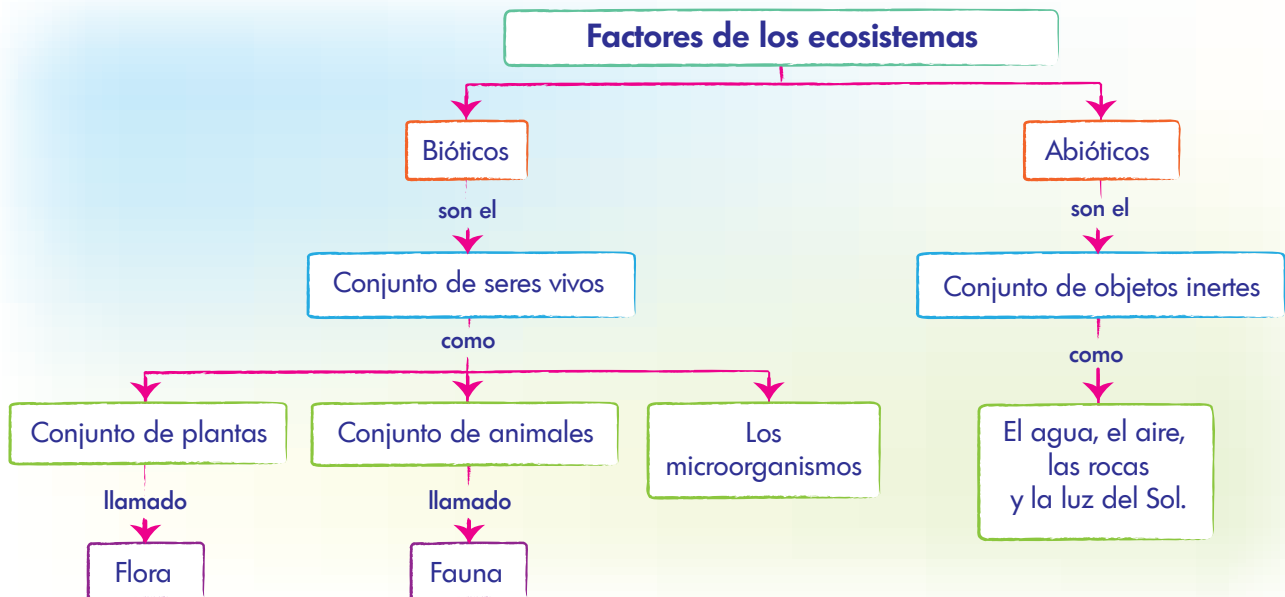 Factores de los ecosistemas
Bióticos
Abióticos
son el
son el
Conjunto de seres vivos
Conjunto de objetos inertes
como
como
Conjunto de plantas
Conjunto de animales
Los
microorganismos
El agua, el aire,
las rocas
y la luz del Sol.
llamado
llamado
Flora
Fauna